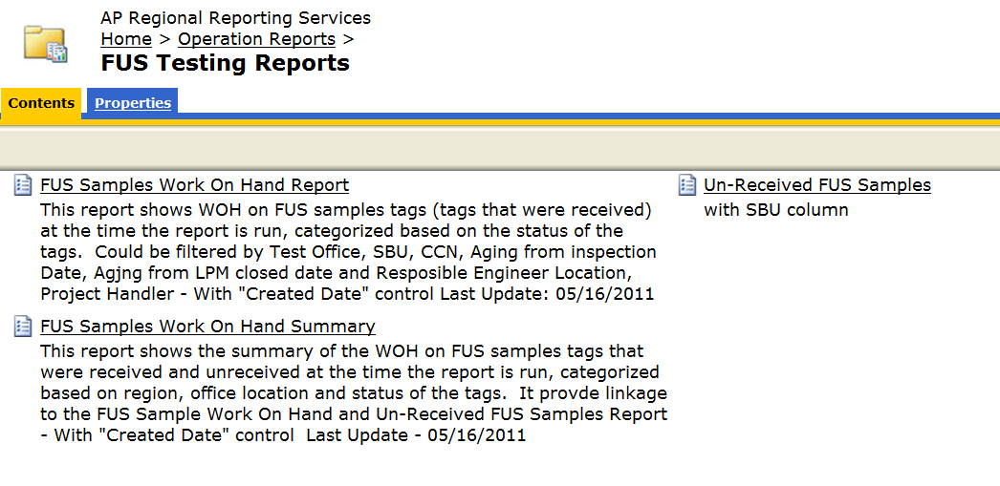 AP Regional Reporting Services
Home > Operation Reports >
FUS Testing Reports
Contents Properties
FUS Samples Work On Hand Report
This report shows WOH on FUS samples tags (tags that were received)
at the time the report is run, categorized based on the status of the
tags.  Could be filtered by Test Office, SBU, CCN, Aging from inspection
Date, Agjng from LPM closed date and Resposible Engineer Location,
Project Handler - With "Created Date" control Last Update: 05/16/2011
FUS Samples Work On Hand Summary
This report shows the summary of the WOH on FUS samples tags that
were received and unreceived at the time the report is run, categorized
based on region, office location and status of the tags.  It provde linkage
to the FUS Sample Work On Hand and Un-Received FUS Samples Report
- With "Created Date" control  Last Update - 05/16/2011
Un-Received FUS Samples
with SBU column